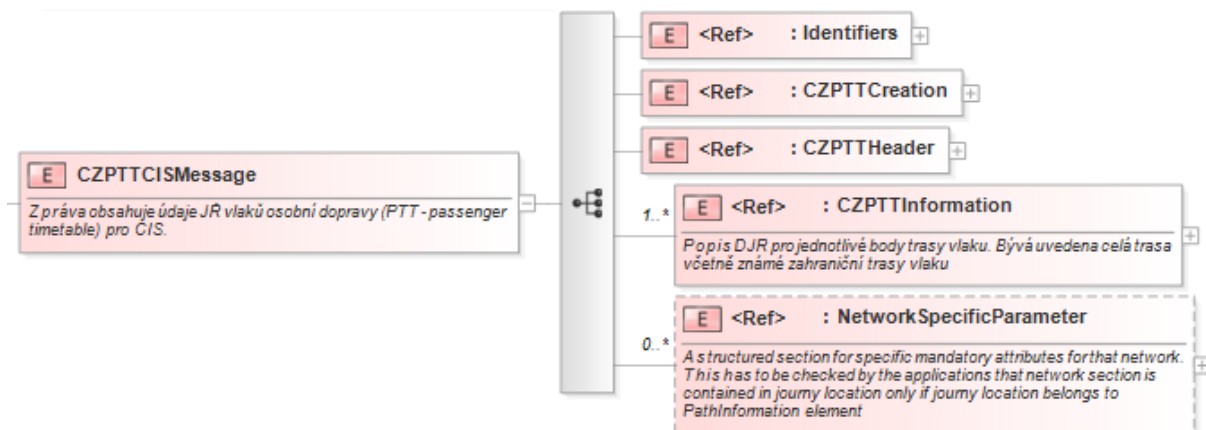 E <Ref> : Identifiers
E <Ref> : CZPTTCreation
E <Ref> : CZPTTHeader
E CZPTTCISMessage
Zpráva obsahuje údaje JŘ vlaků osobní dopravy (PTT - passenger
timetable) pro CIS.
1..*
E <Ref> : CZPTTInformation
Popis DJR pro jednotlivé body trasy vlaku. Bývá uvedena celá trasa
včetně známé zahraniční trasy vlaku
0..*
E <Ref> : NetworkSpecificParameter
A structured section for specific mandatory attributes for that network.
This has to be checked by the applications that network section is
contained in journy location only if journy location belongs to
PathInformation element